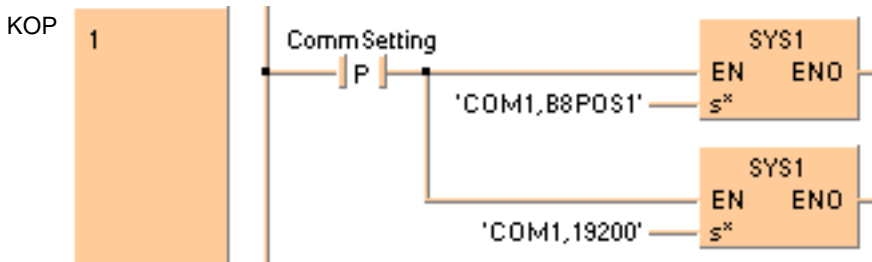 KOP
1
CommSetting
SYS1
P
EN ENO
'COM1,B8POS1'
s*
SYS1
EN ENO
'COM1,19200'
s*